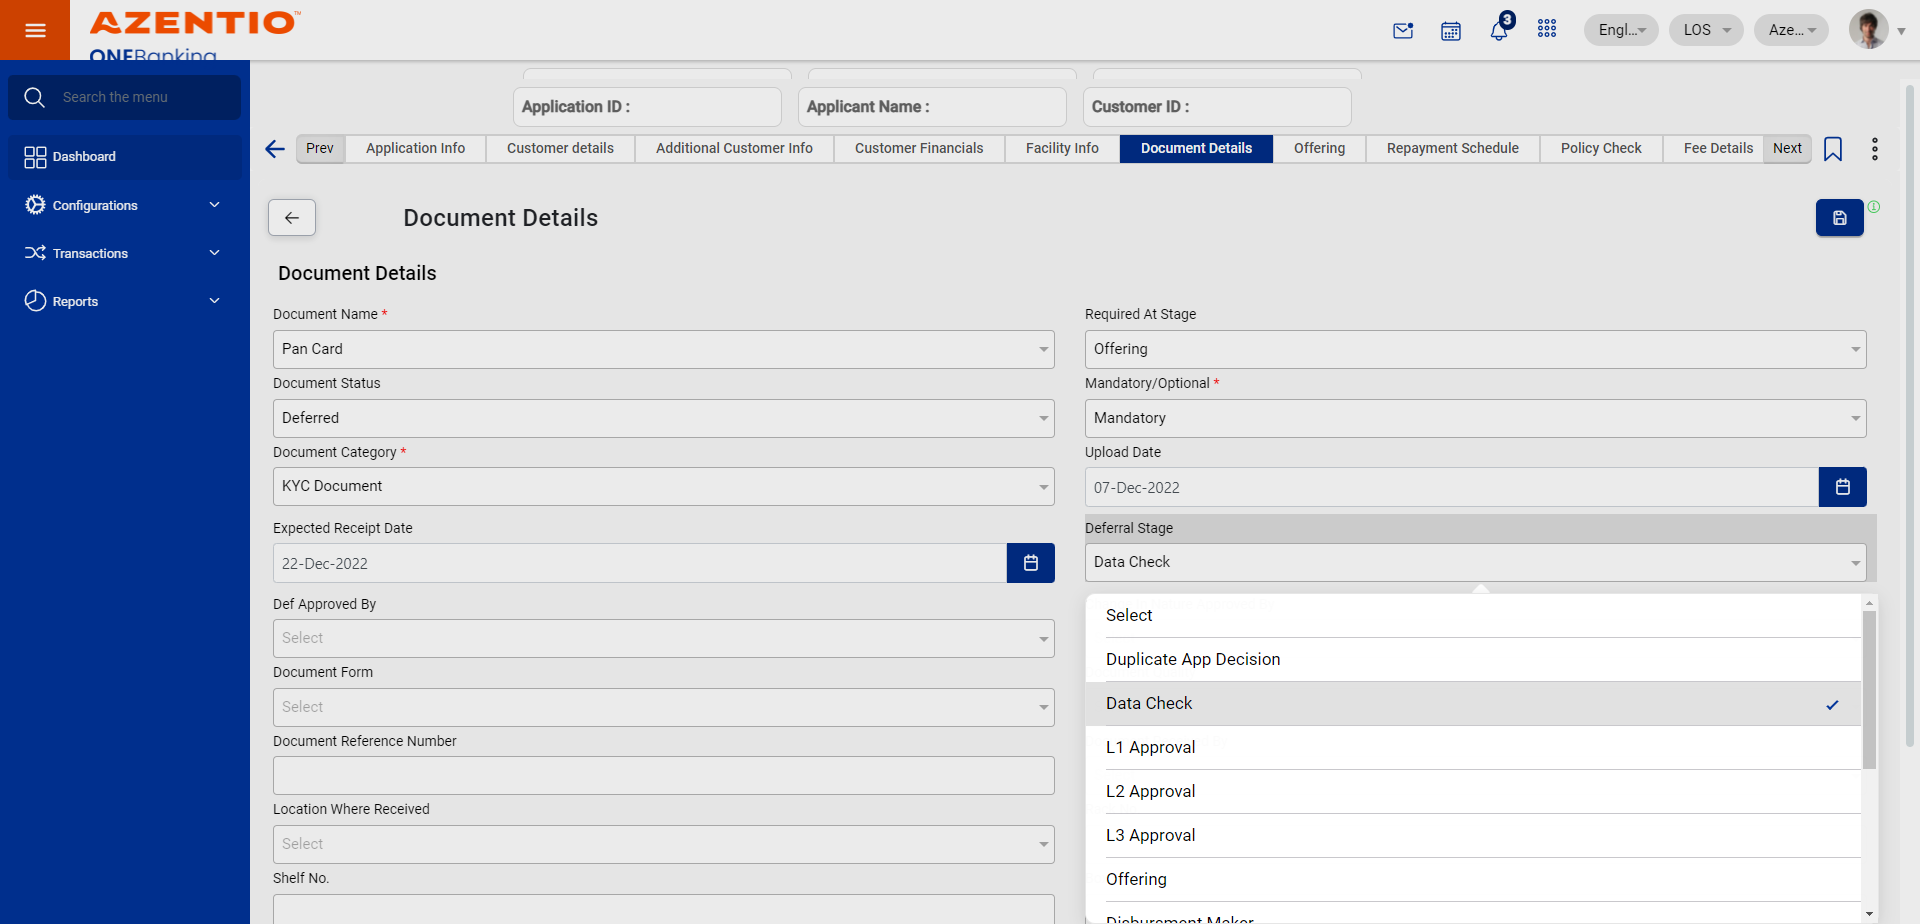 AZENTIO™
ONEBanking
3
Engl...
LOS
Aze...
Search the menu
Dashboard
Configurations
Transactions
Reports
Application ID :
Applicant Name :
Customer ID :
Prev
Application Info
Customer details
Additional Customer Info
Customer Financials
Facility Info
Document Details
Offering
Repayment Schedule
Policy Check
Fee Details
Next
Document Details
Document Details
Document Name *
Pan Card
Required At Stage
Offering
Document Status
Deferred
Mandatory/Optional *
Mandatory
Document Category *
KYC Document
Upload Date
07-Dec-2022
Expected Receipt Date
22-Dec-2022
Deferral Stage
Data Check
Def Approved By
Select
Document Form
Select
Document Reference Number
Location Where Received
Select
Shelf No.
Select
Duplicate App Decision
Data Check
L1 Approval
L2 Approval
L3 Approval
Offering
Disbursement Maker